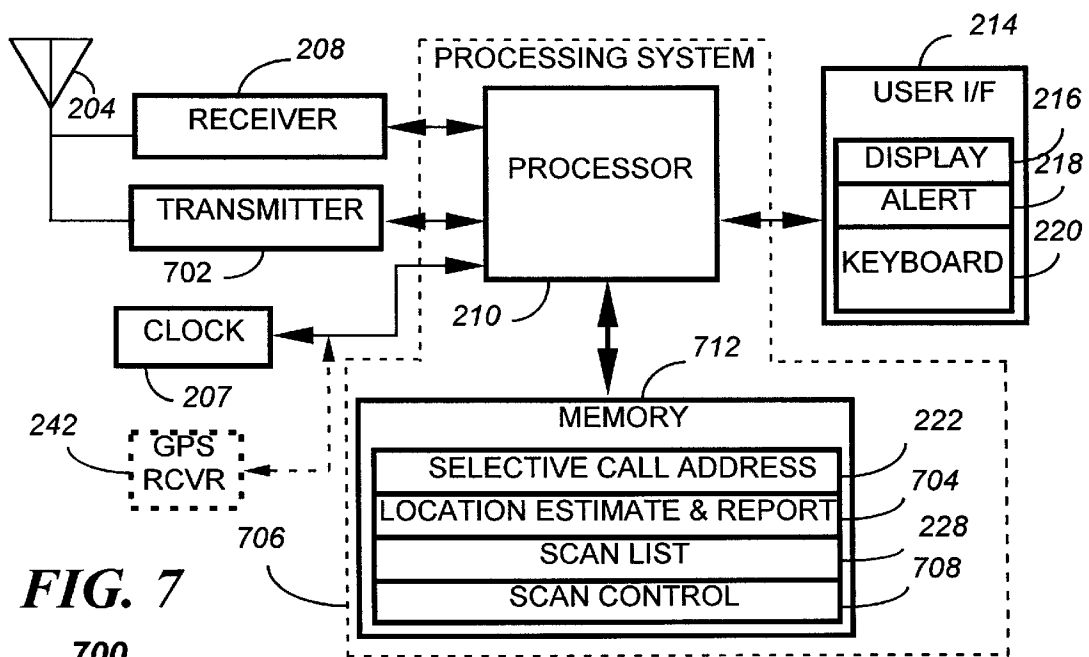 204
208
RECEIVER
TRANSMITTER
702
CLOCK
207
242
GPS
RCVR
PROCESSING SYSTEM
PROCESSOR
210
214
USER I/F
216
DISPLAY
218
ALERT
220
KEYBOARD
712
MEMORY
222
SELECTIVE CALL ADDRESS
704
LOCATION ESTIMATE & REPORT
228
SCAN LIST
708
SCAN CONTROL
706
FIG. 7
700